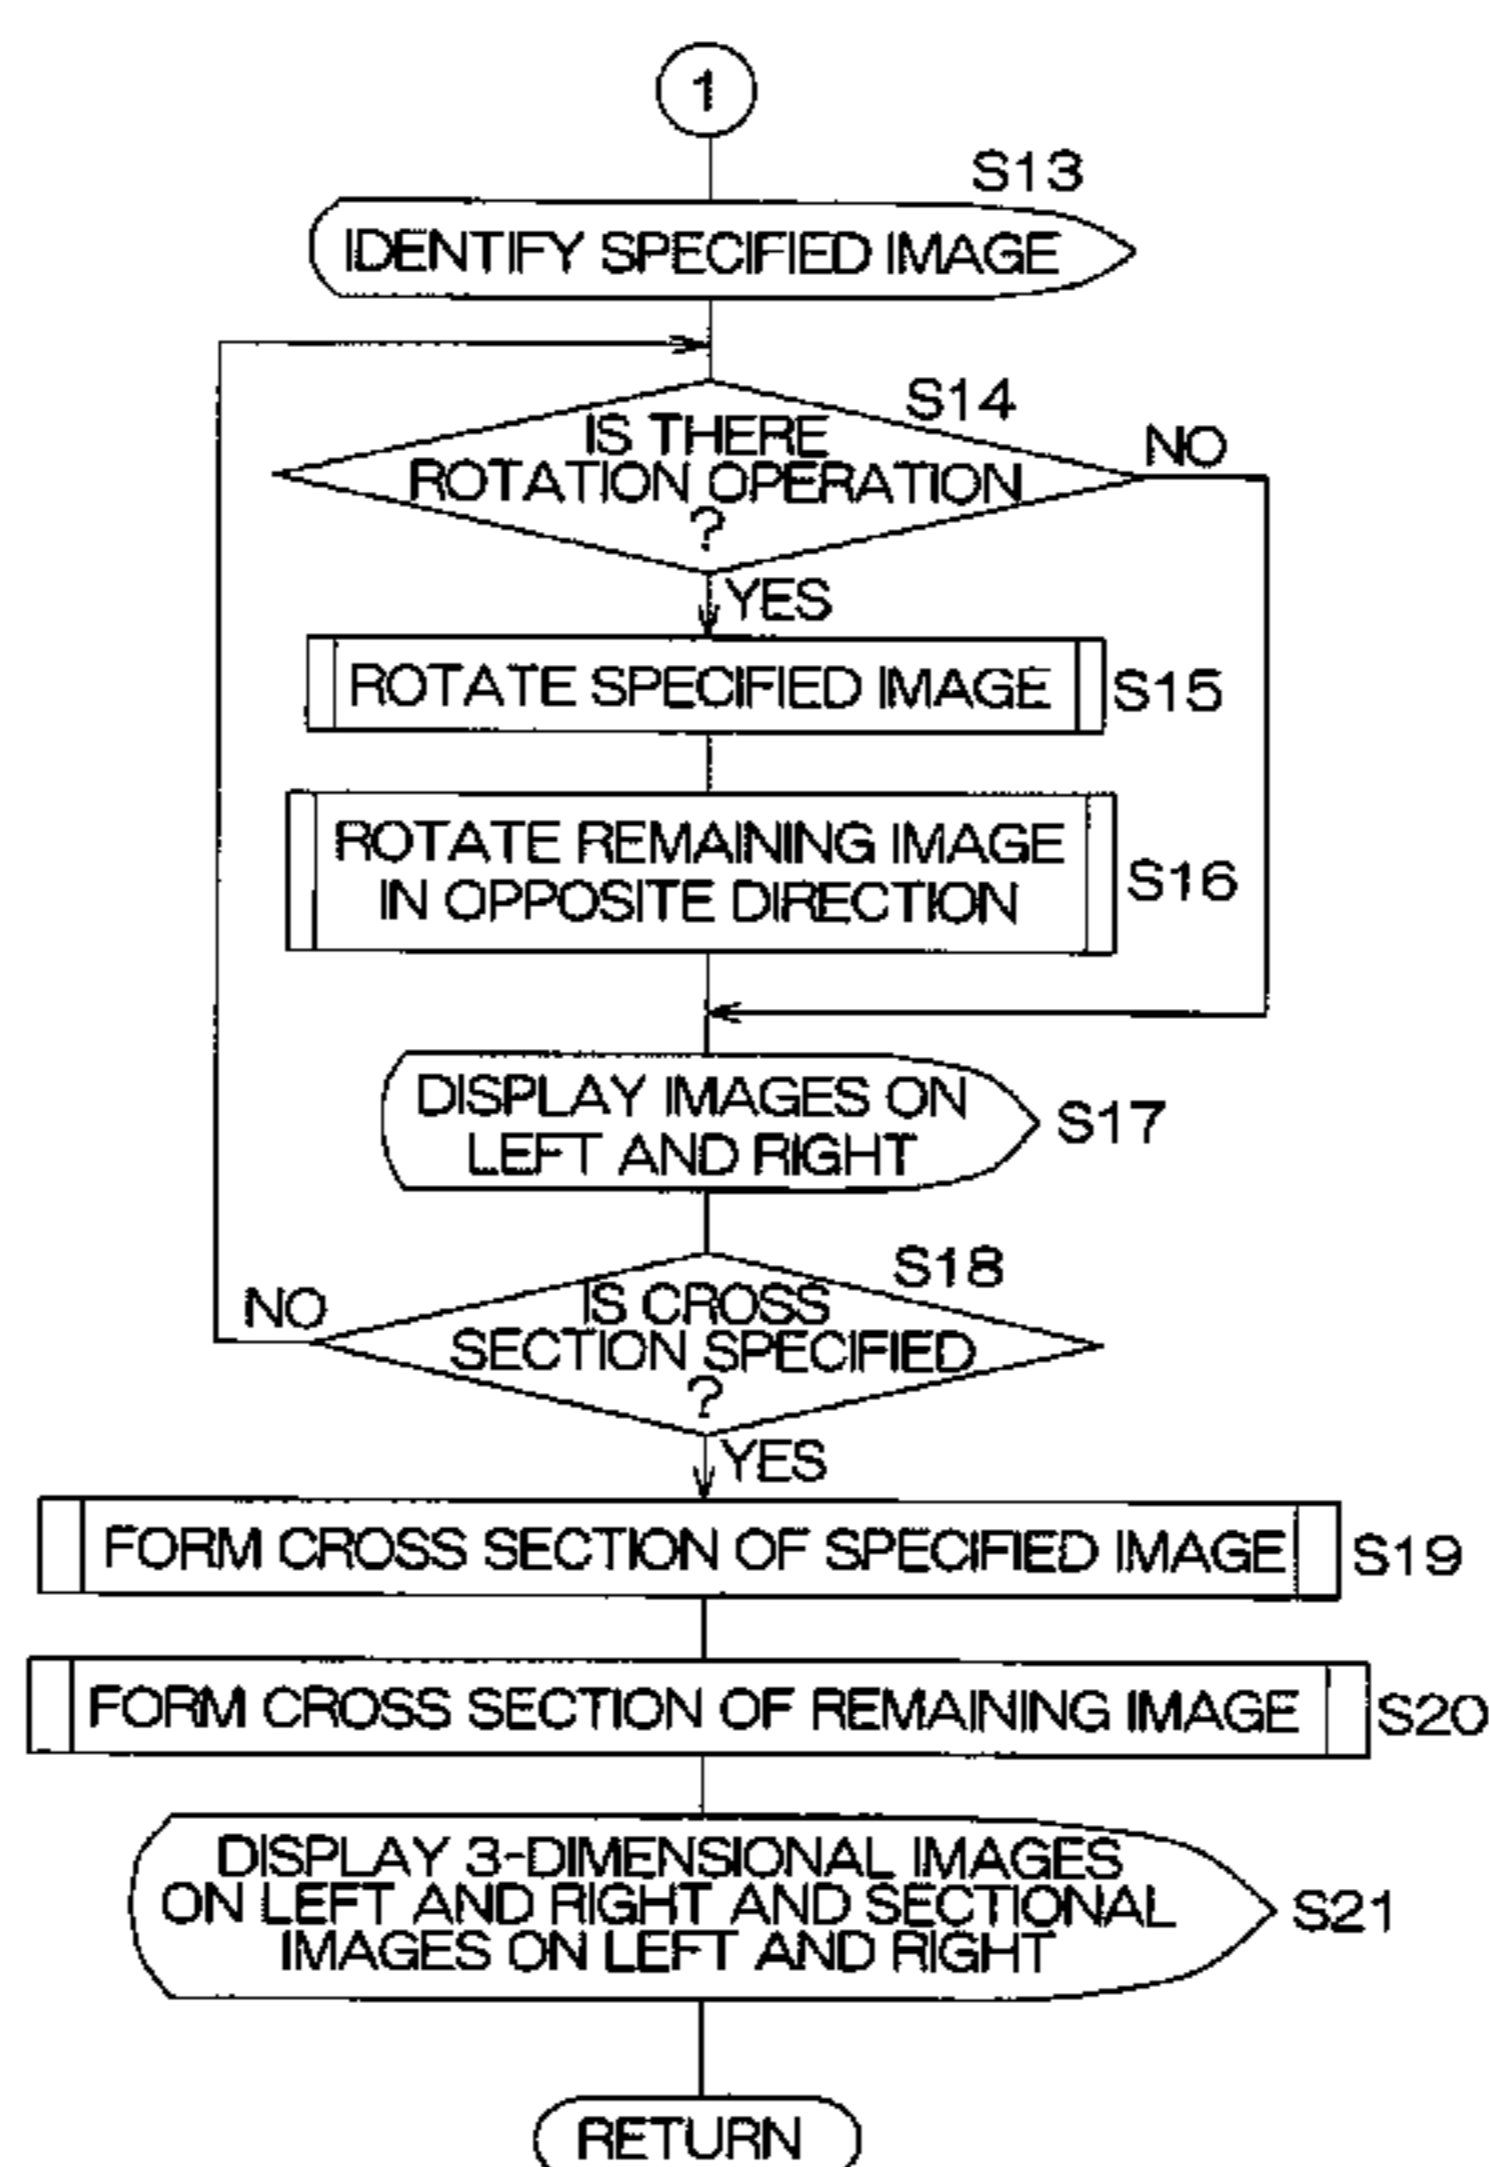 1
S13
IDENTIFY SPECIFIED IMAGE
S14
IS THERE
ROTATION OPERATION
?
NO
YES
ROTATE SPECIFIED IMAGE
S15
ROTATE REMAINING IMAGE
IN OPPOSITE DIRECTION
S16
DISPLAY IMAGES ON
LEFT AND RIGHT
S17
S18
IS CROSS
SECTION SPECIFIED
?
NO
YES
FORM CROSS SECTION OF SPECIFIED IMAGE
S19
FORM CROSS SECTION OF REMAINING IMAGE
S20
DISPLAY 3-DIMENSIONAL IMAGES
ON LEFT AND RIGHT AND SECTIONAL
IMAGES ON LEFT AND RIGHT
S21
RETURN